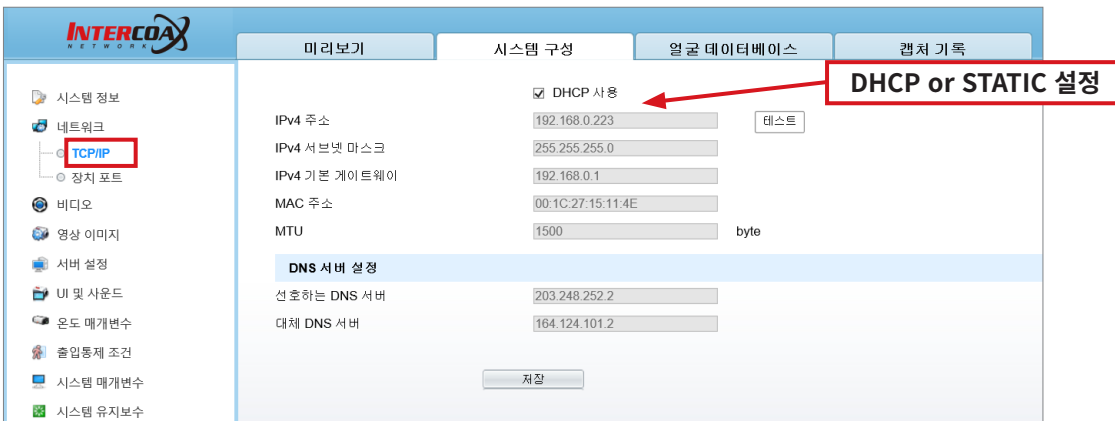 INTERCOAX
NETWORK
미리보기
시스템 구성
얼굴 데이터베이스
캡처 기록
DHCP or STATIC 설정
시스템 정보
네트워크
TCP/IP
장치 포트
비디오
영상 이미지
서버 설정
UI 및 사운드
온도 매개변수
출입통제 조건
시스템 매개변수
시스템 유지보수
DHCP 사용
IPv4 주소 192.168.0.223 테스트
IPv4 서브넷 마스크 255.255.255.0
IPv4 기본 게이트웨이 192.168.0.1
MAC 주소 00:1C:27:15:11:4E
MTU 1500 byte
DNS 서버 설정
선호하는 DNS 서버 203.248.252.2
대체 DNS 서버 164.124.101.2
저장